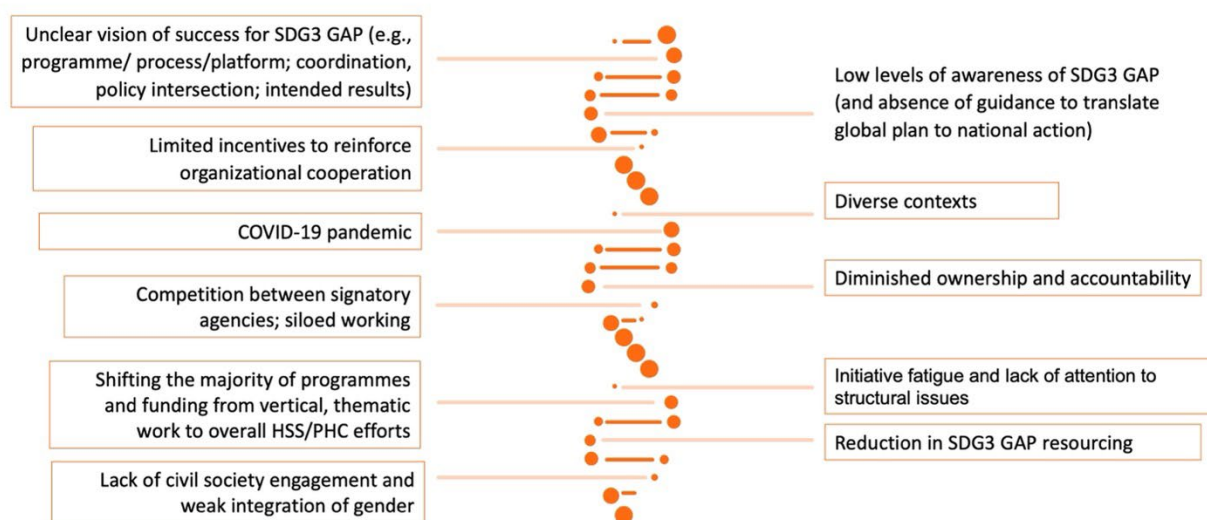 Unclear vision of success for SDG3 GAP (e.g.,
programme/ process/platform; coordination,
policy intersection; intended results)
Limited incentives to reinforce
organizational cooperation
COVID-19 pandemic
Competition between signatory
agencies; siloed working
Shifting the majority of programmes
and funding from vertical, thematic
work to overall HSS/PHC efforts
Lack of civil society engagement and
weak integration of gender
Low levels of awareness of SDG3 GAP
(and absence of guidance to translate
global plan to national action)
Diverse contexts
Diminished ownership and accountability
Initiative fatigue and lack of attention to
structural issues
Reduction in SDG3 GAP resourcing